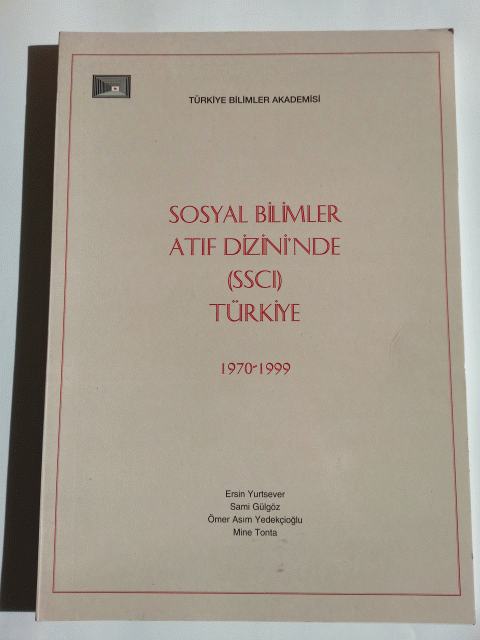 TÜRKİYE BİLİMLER AKADEMİSİ
SOSYAL BİLİMLER
ATIF DİZİNİ'NDE
(SSCI)
TÜRKİYE
1970-1999
Ersin Yurtsever
Sami Gülgöz
Ömer Asım Yedekçioğlu
Mine Tonta